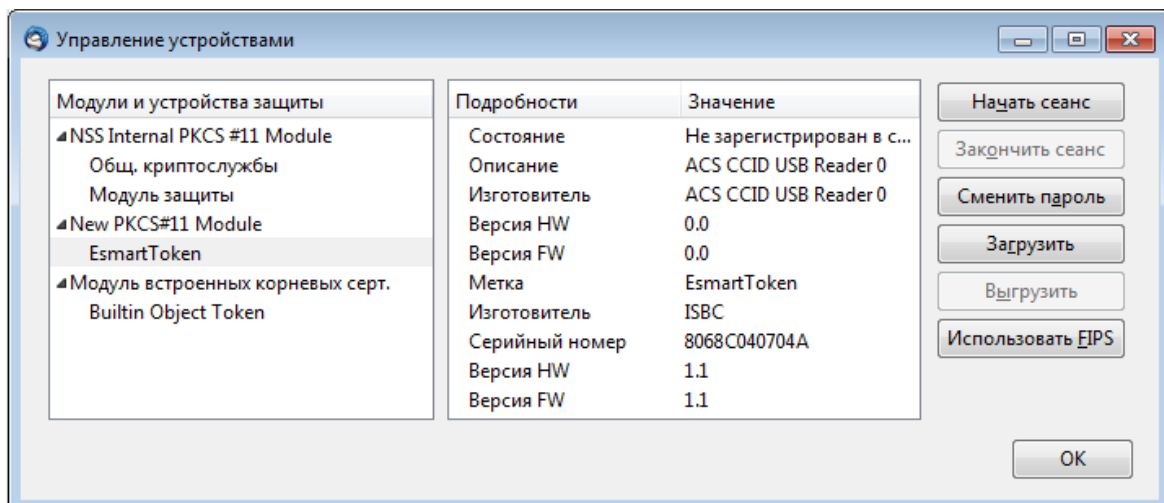 Управление устройствами
Модули и устройства защиты
NSS Internal PKCS #11 Module
Общ. криптослужбы
Модуль защиты
New PKCS#11 Module
EsmartToken
Модуль встроенных корневых серт.
Builtin Object Token
Подробности Значение
Состояние Не зарегистрирован в с...
Описание ACS CCID USB Reader 0
Изготовитель ACS CCID USB Reader 0
Версия HW 0.0
Версия FW 0.0
Метка EsmartToken
Изготовитель ISBC
Серийный номер 8068C040704A
Версия HW 1.1
Версия FW 1.1
Начать сеанс
Закончить сеанс
Сменить пароль
Загрузить
Выгрузить
Использовать FIPS
OK